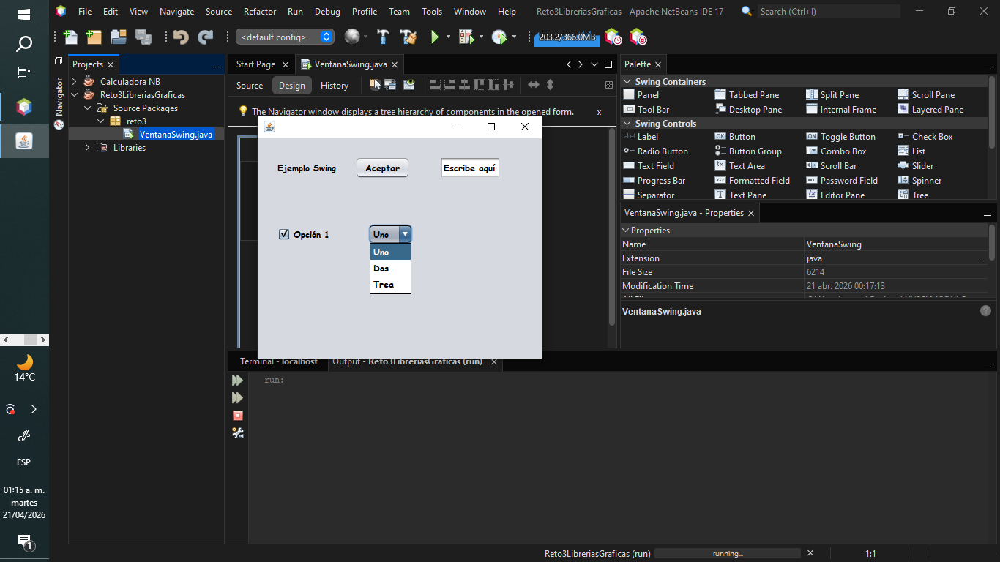 File Edit View Navigate Source Refactor Run Debug Profile Team Tools Window Help Reto3LibreriasGraficas - Apache NetBeans IDE 17 Search (Ctrl+I)
<default config> 203.2/366.0MB
Projects
Navigator
Calculadora NB
Reto3LibreriasGraficas
Source Packages
reto3
VentanaSwing.java
Libraries
Start Page VentanaSwing.java
Source Design History
The Navigator window displays a tree hierarchy of components in the opened form. x
Ejemplo Swing Aceptar Escribe aquí
Opción 1 Uno
Uno
Dos
Trea
Palette
Swing Containers
Panel Tabbed Pane Split Pane Scroll Pane
Tool Bar Desktop Pane Internal Frame Layered Pane
Swing Controls
label Label OK Button ON Toggle Button Check Box
Radio Button Button Group Combo Box List
Text Field Text Area Scroll Bar Slider
Progress Bar Formatted Field Password Field Spinner
Separator Text Pane Editor Pane Tree
VentanaSwing.java - Properties
Properties
Name VentanaSwing
Extension java ...
File Size 6214
Modification Time 21 abr. 2026 00:17:13
VentanaSwing.java
Terminal - localhost Output - Reto3LibreriasGraficas (run)
run:
14°C
ESP
01:15 a. m.
martes
21/04/2026
1
Reto3LibreriasGraficas (run) running... 1:1